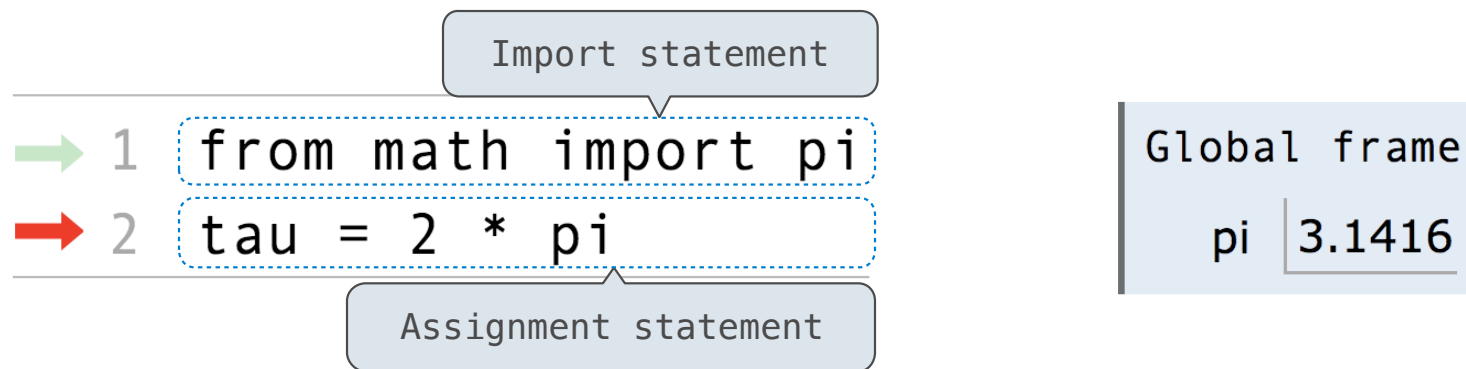 Import statement
1 from math import pi
2 tau = 2 * pi
Assignment statement
Global frame
pi 3.1416